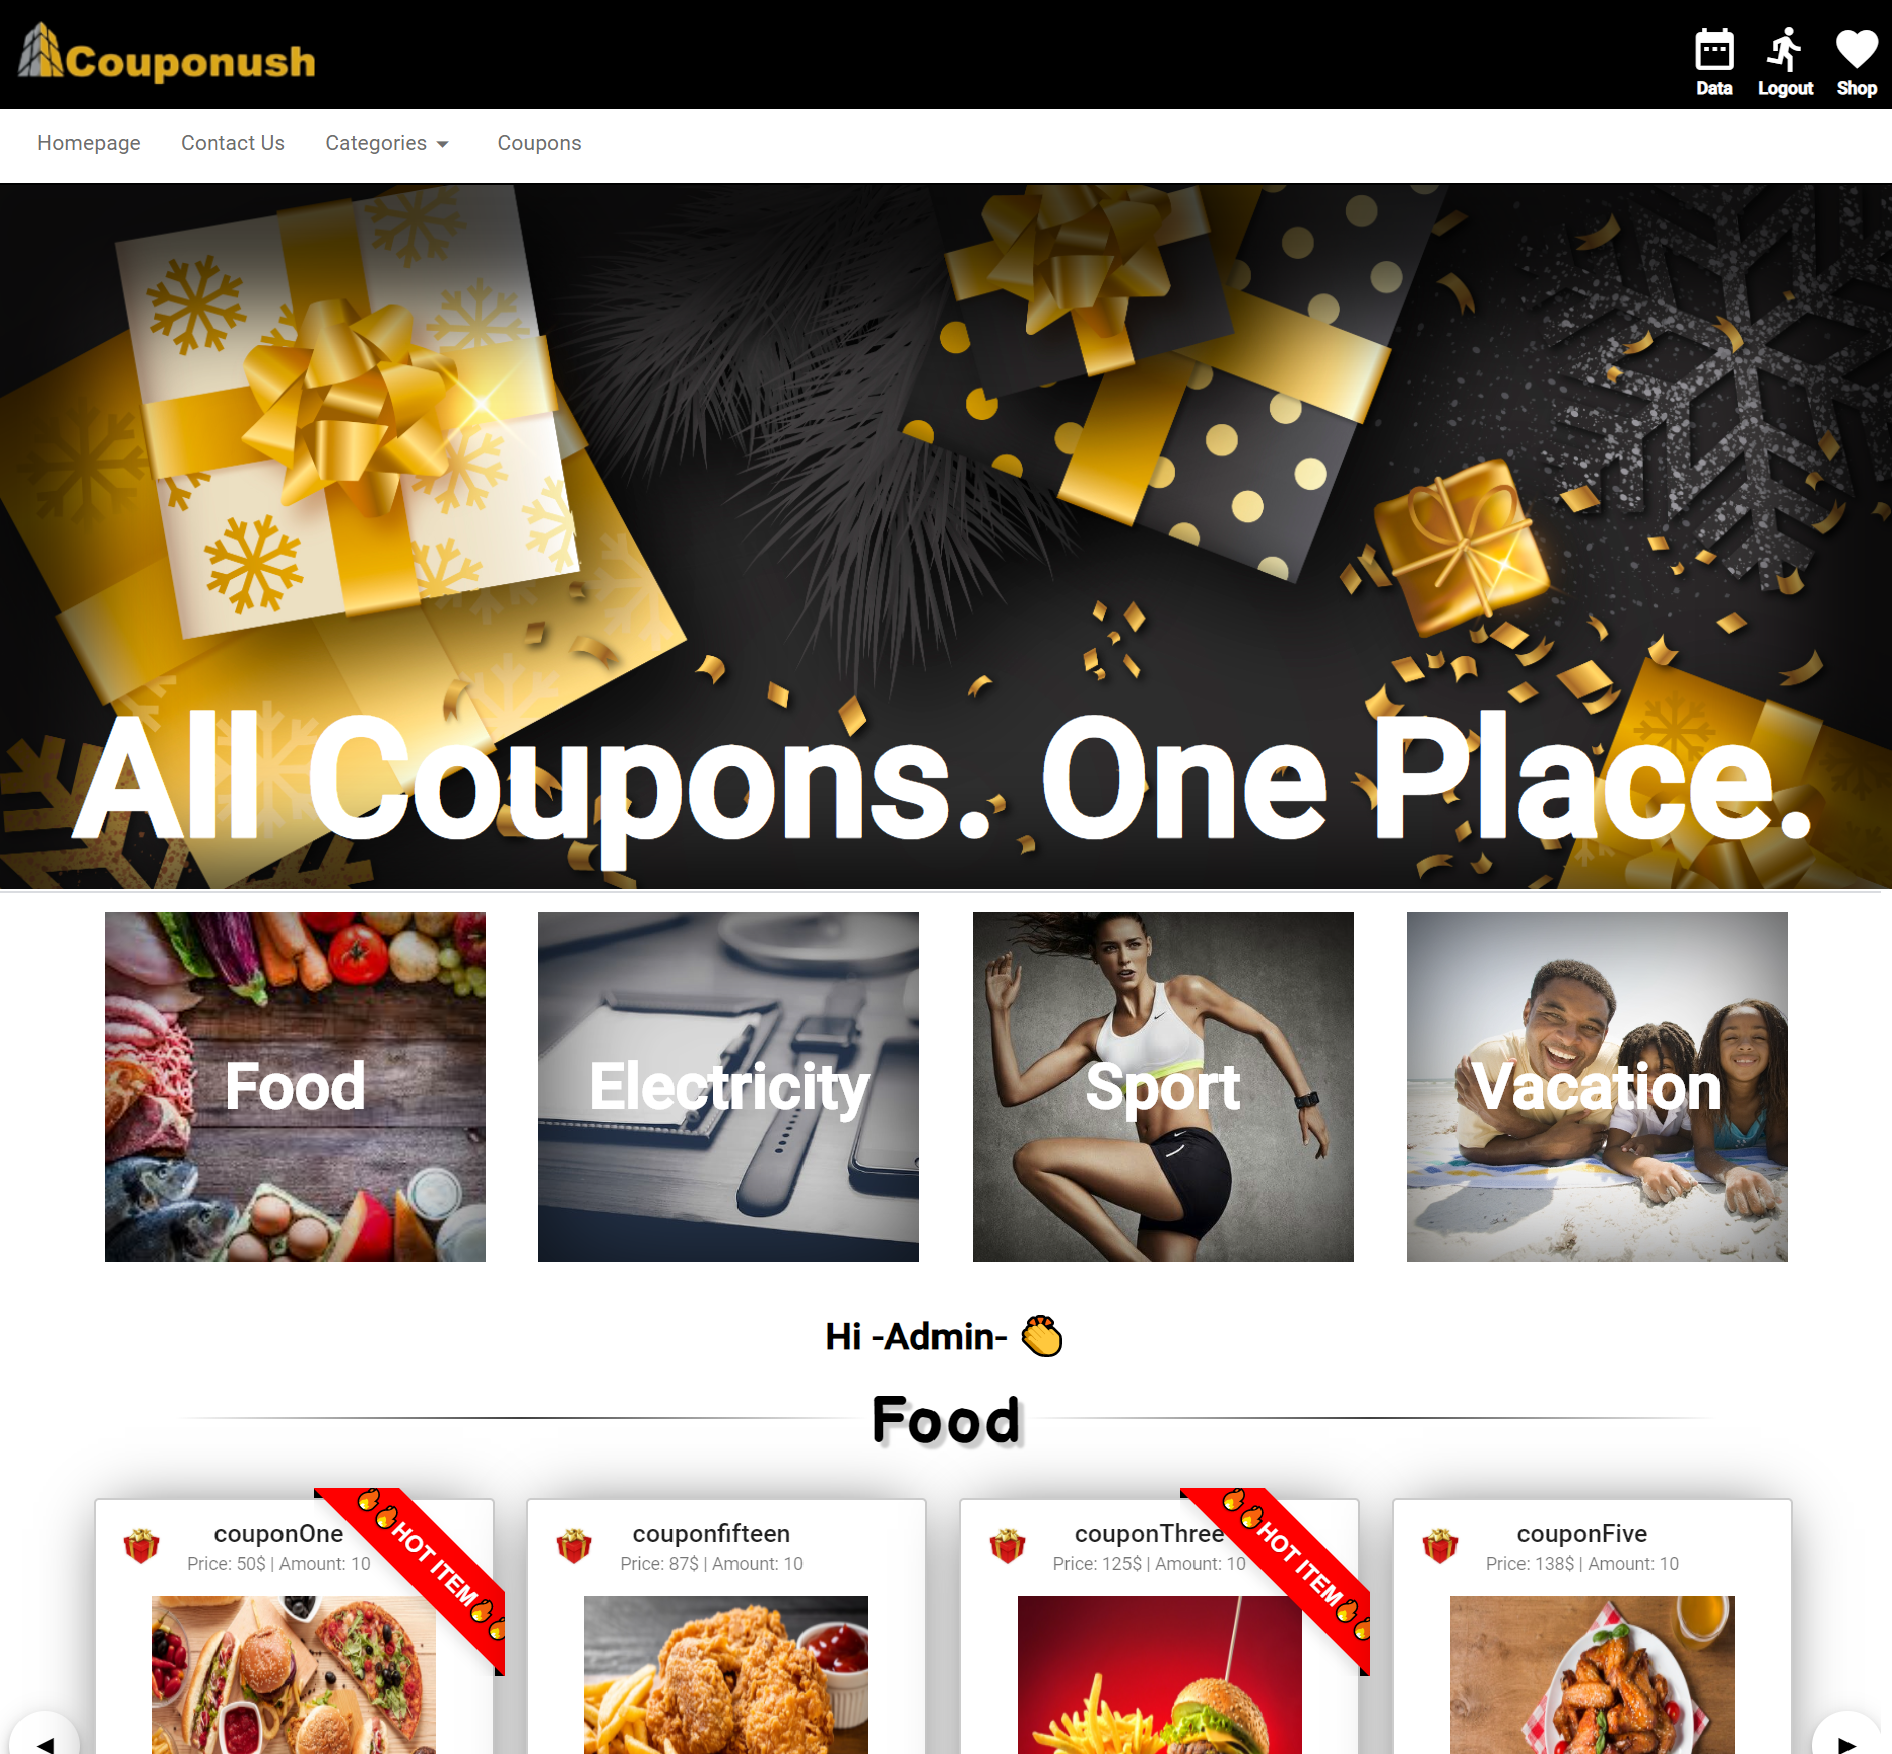 Couponush
Data Logout Shop
Homepage Contact Us Categories Coupons
All Coupons. One Place.
Food Electricity Sport Vacation
Hi -Admin- 👏
Food
couponOne
Price: 50$ | Amount: 10
🔥🔥HOT ITEM🔥🔥
couponfifteen
Price: 87$ | Amount: 10
couponThree
Price: 125$ | Amount: 10
🔥🔥HOT ITEM🔥🔥
couponFive
Price: 138$ | Amount: 10